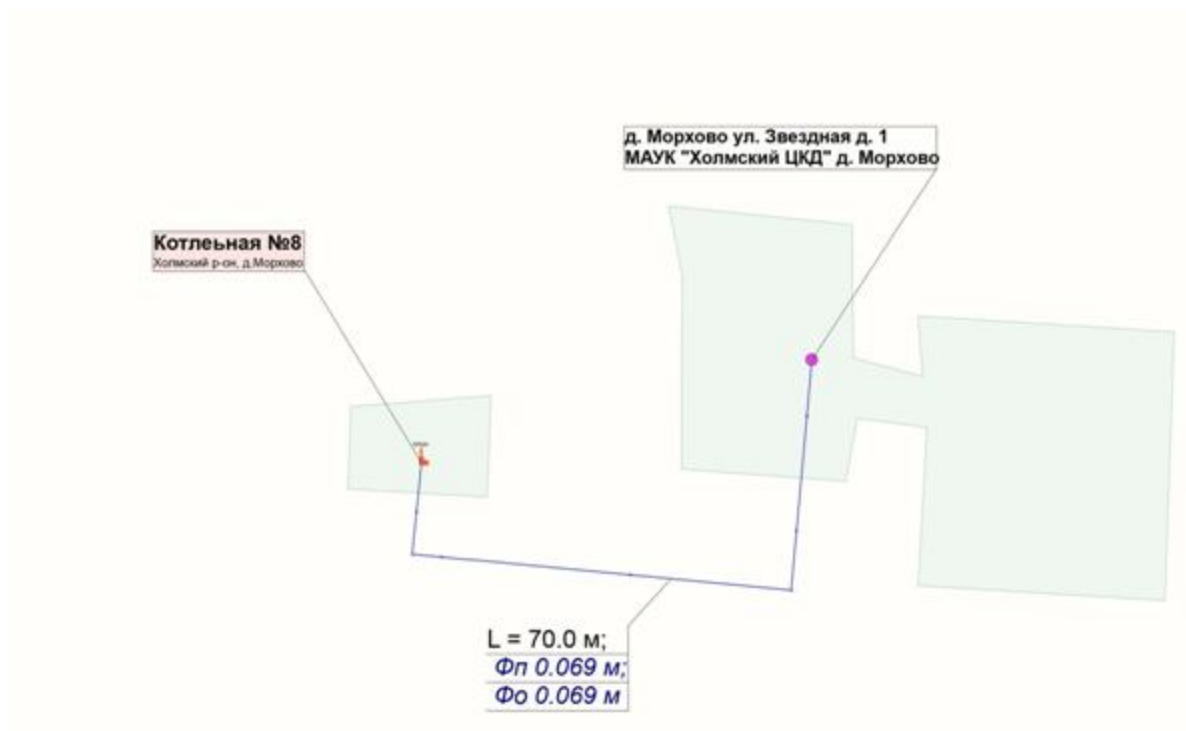 д. Морхово ул. Звездная д. 1
МАУК "Холмский ЦКД" д. Морхово
Котлеьная №8
Холмский р-он, д.Морхово
L = 70.0 м;
Фп 0.069 м;
Фо 0.069 м